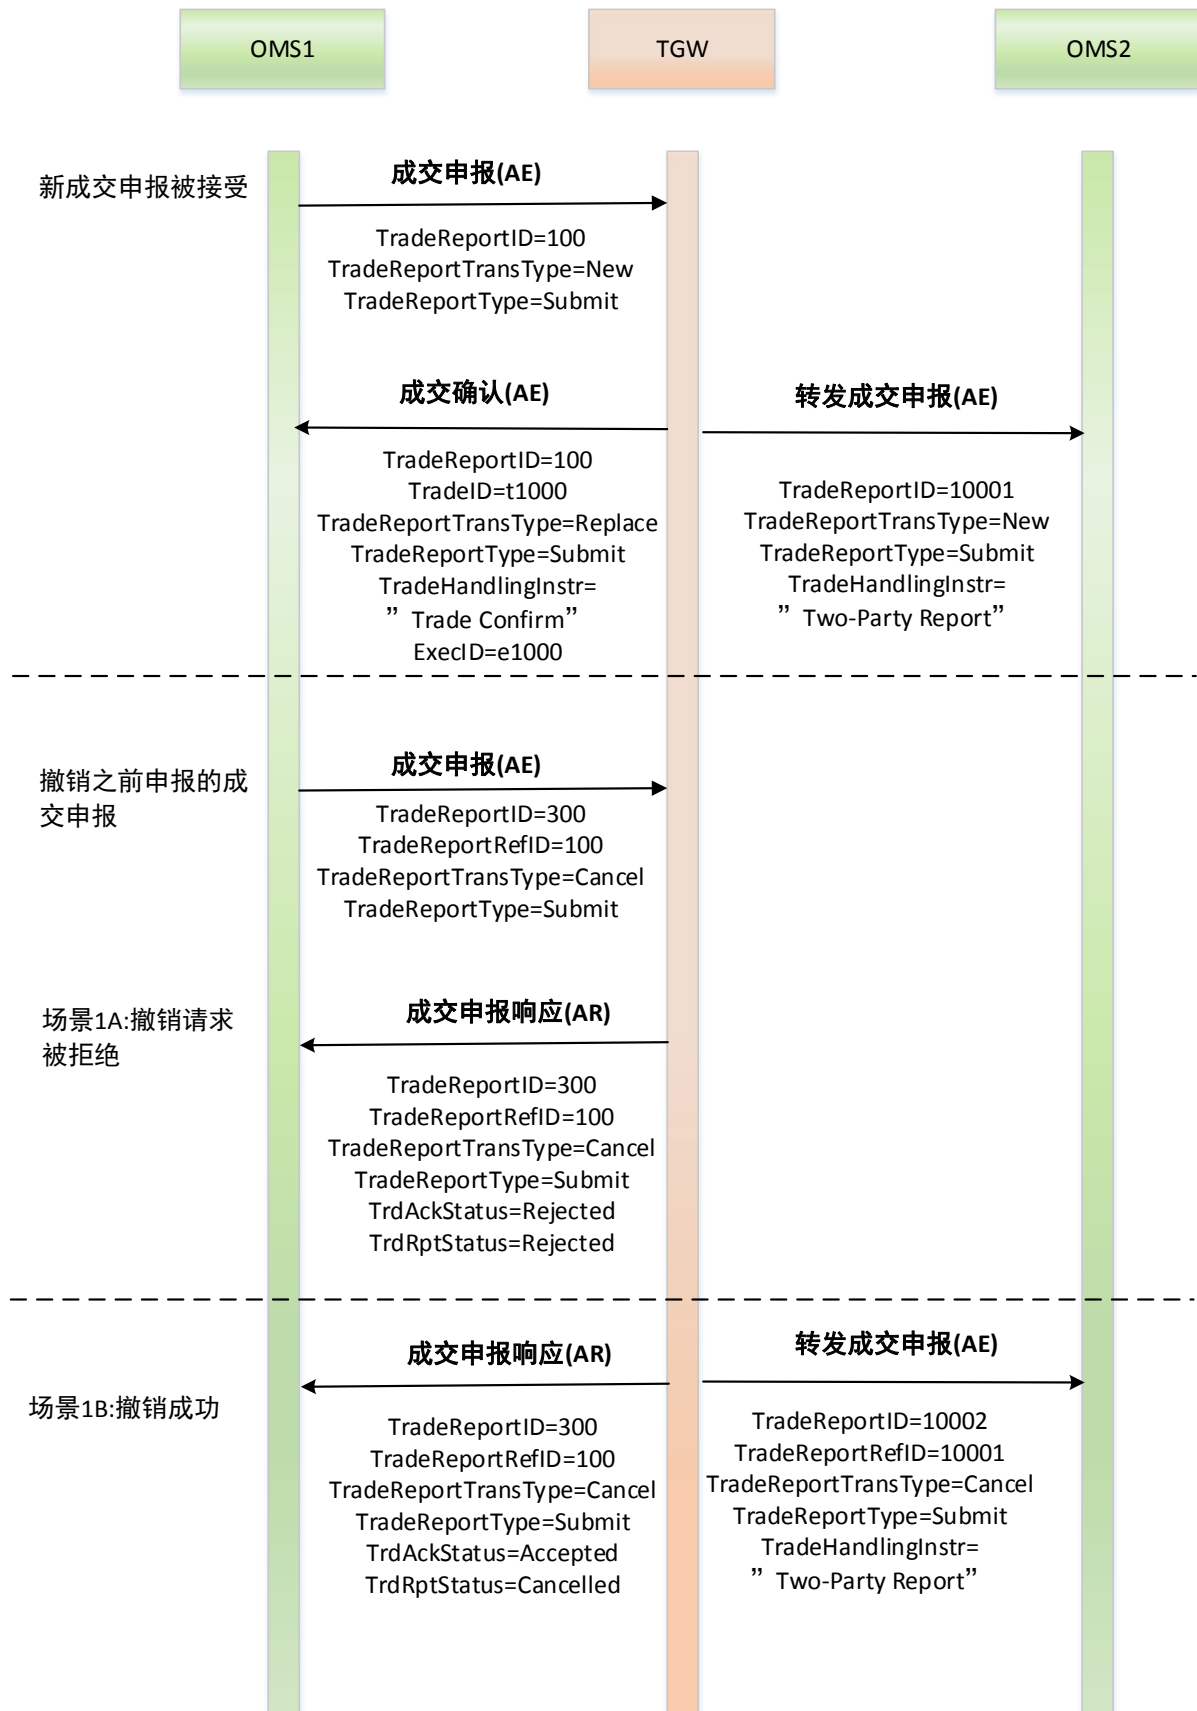 OMS1
TGW
OMS2
新成交申报被接受
成交申报(AE)
TradeReportID=100
TradeReportTransType=New
TradeReportType=Submit
成交确认(AE)
TradeReportID=100
TradeID=t1000
TradeReportTransType=Replace
TradeReportType=Submit
TradeHandlingInstr=
”Trade Confirm”
ExecID=e1000
转发成交申报(AE)
TradeReportID=10001
TradeReportTransType=New
TradeReportType=Submit
TradeHandlingInstr=
”Two-Party Report”
撤销之前申报的成
交申报
成交申报(AE)
TradeReportID=300
TradeReportRefID=100
TradeReportTransType=Cancel
TradeReportType=Submit
场景1A:撤销请求
被拒绝
成交申报响应(AR)
TradeReportID=300
TradeReportRefID=100
TradeReportTransType=Cancel
TradeReportType=Submit
TrdAckStatus=Rejected
TrdRptStatus=Rejected
场景1B:撤销成功
成交申报响应(AR)
TradeReportID=300
TradeReportRefID=100
TradeReportTransType=Cancel
TradeReportType=Submit
TrdAckStatus=Accepted
TrdRptStatus=Cancelled
转发成交申报(AE)
TradeReportID=10002
TradeReportRefID=10001
TradeReportTransType=Cancel
TradeReportType=Submit
TradeHandlingInstr=
”Two-Party Report”